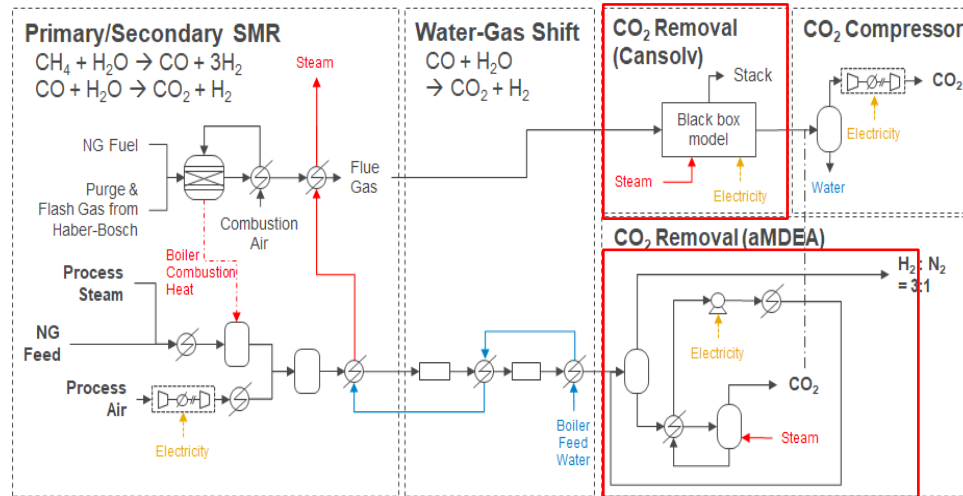 Primary/Secondary SMR
CH₄ + H₂O → CO + 3H₂
CO + H₂O → CO₂ + H₂
Steam
NG Fuel
Purge &
Flash Gas from
Haber-Bosch
Combustion
Air
Flue
Gas
Boiler
Combustion
Heat
Process
Steam
NG
Feed
Process
Air
Electricity
Water-Gas Shift
CO + H₂O
→ CO₂ + H₂
Boiler
Feed
Water
CO₂ Removal
(Cansolv)
Stack
Black box
model
Steam
Electricity
CO₂ Compressor
CO₂
Electricity
Water
CO₂ Removal (aMDEA)
H₂: N₂
= 3:1
Electricity
CO₂
Steam